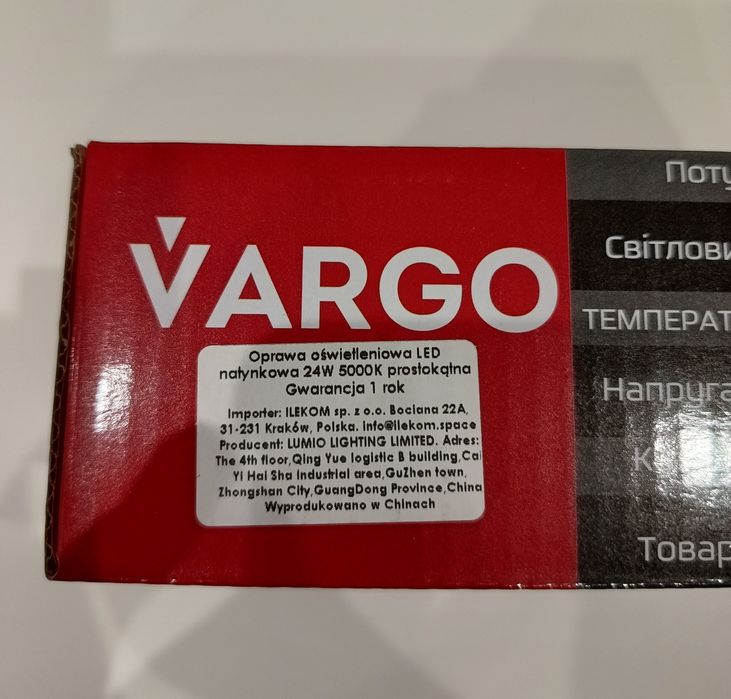 VARGO
Oprawa oświetleniowa LED
natynkowa 24W 5000K prostokątna
Gwarancja 1 rok
Importer: ILEKOM sp. z o.o. Bociana 22A,
31-231 Kraków, Polska. info@ilekom.space
Producent: LUMIO LIGHTING LIMITED. Adres:
The 4th floor,Qing Yue logistic B building,Cai
Yi Hai Sha industrial area,GuZhen town,
Zhongshan City,GuangDong Province,China
Wyprodukowano w Chinach
Поту
Світлови
ТЕМПЕРАТ
Напруга
Товар